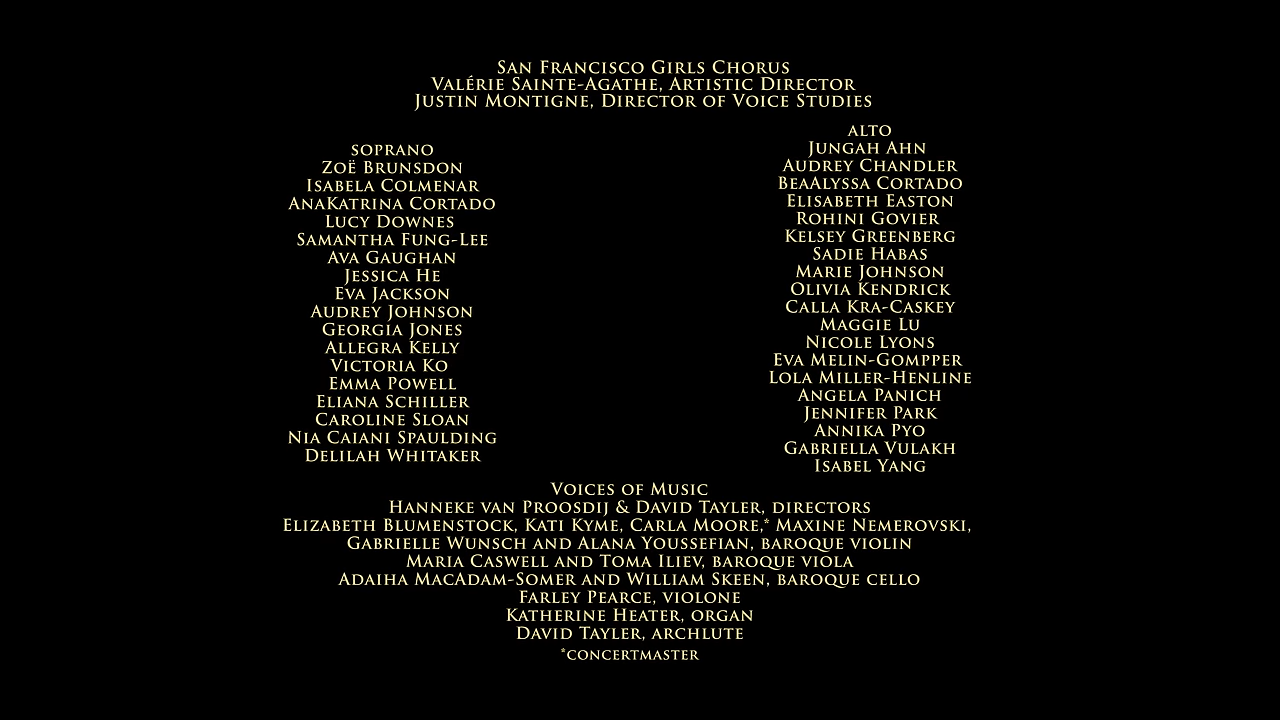 San Francisco Girls Chorus
Valérie Sainte-Agathe, Artistic Director
Justin Montigne, Director of Voice Studies
soprano
Zoë Brunsdon
Isabela Colmenar
AnaKatrina Cortado
Lucy Downes
Samantha Fung-Lee
Ava Gaughan
Jessica He
Eva Jackson
Audrey Johnson
Georgia Jones
Allegra Kelly
Victoria Ko
Emma Powell
Eliana Schiller
Caroline Sloan
Nia Caiani Spaulding
Delilah Whitaker
alto
Jungah Ahn
Audrey Chandler
BeaAlyssa Cortado
Elisabeth Easton
Rohini Govier
Kelsey Greenberg
Sadie Habas
Marie Johnson
Olivia Kendrick
Calla Kra-Caskey
Maggie Lu
Nicole Lyons
Eva Melin-Gompper
Lola Miller-Henline
Angela Panich
Jennifer Park
Annika Pyo
Gabriella Vulakh
Isabel Yang
Voices of Music
Hanneke van Proosdij & David Tayler, directors
Elizabeth Blumenstock, Kati Kyme, Carla Moore,* Maxine Nemerovski,
Gabrielle Wunsch and Alana Youssefian, baroque violin
Maria Caswell and Toma Iliev, baroque viola
Adaiha MacAdam-Somer and William Skeen, baroque cello
Farley Pearce, violone
Katherine Heater, organ
David Tayler, archlute
*concertmaster